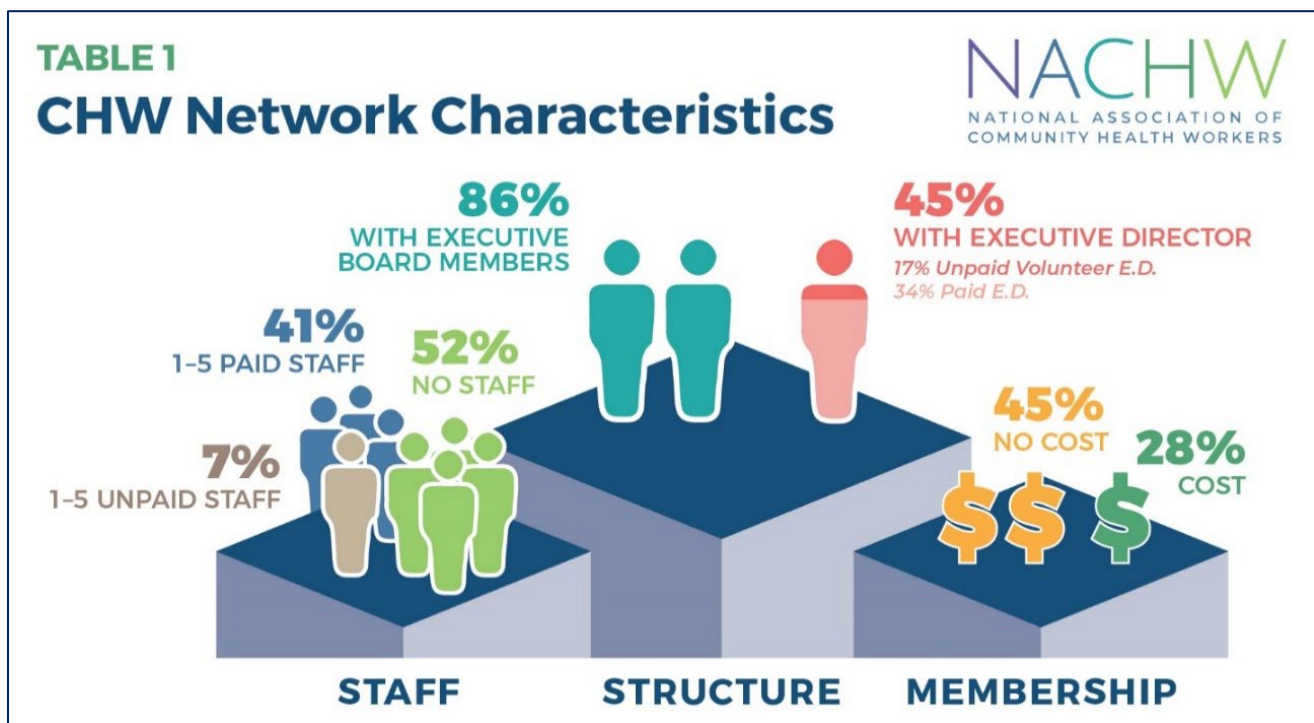 TABLE 1
CHW Network Characteristics
NACHW
NATIONAL ASSOCIATION OF
COMMUNITY HEALTH WORKERS
86%
WITH EXECUTIVE
BOARD MEMBERS
45%
WITH EXECUTIVE DIRECTOR
17% Unpaid Volunteer E.D.
34% Paid E.D.
41%
1–5 PAID STAFF
52%
NO STAFF
7%
1–5 UNPAID STAFF
45%
NO COST
28%
COST
$ $ $
STAFF
STRUCTURE
MEMBERSHIP